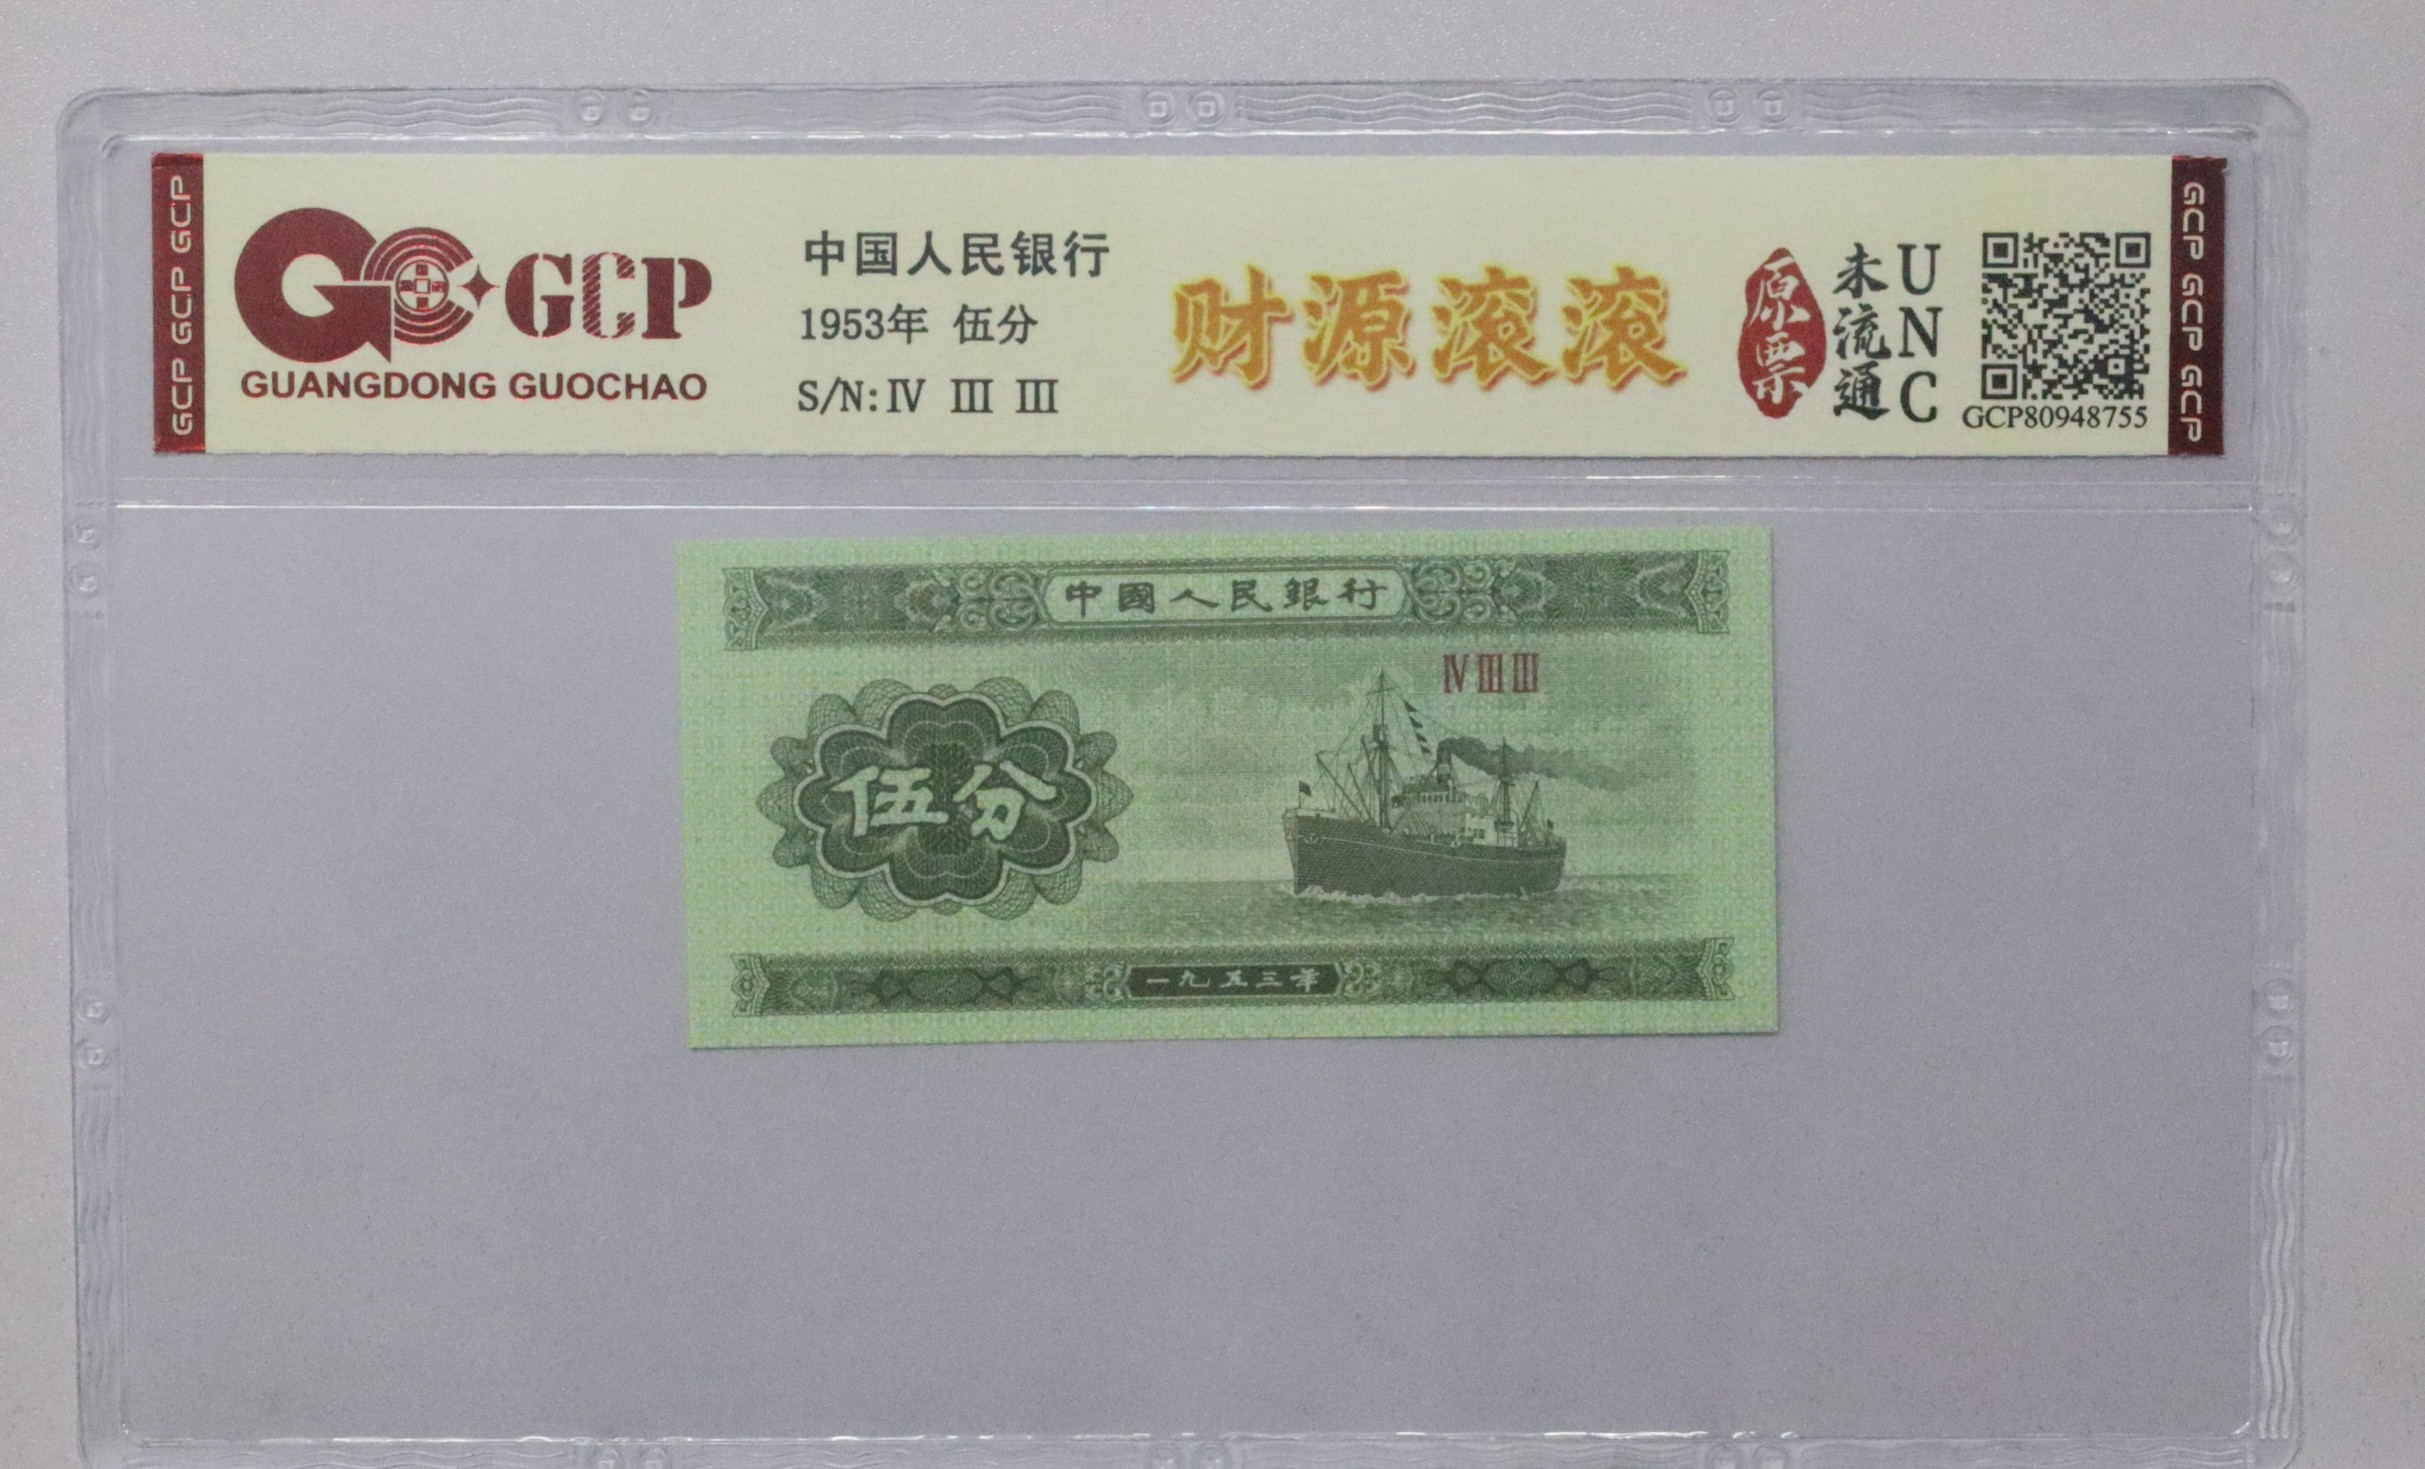 GCP GCP GCP
GCP
GUANGDONG GUOCHAO
中国人民银行
1953年 伍分
S/N:Ⅳ Ⅲ Ⅲ
财源滚滚
原票
未流通
UNC
GCP80948755
GCP GCP GCP
中國人民銀行
Ⅳ Ⅲ Ⅲ
伍分
一九五三年